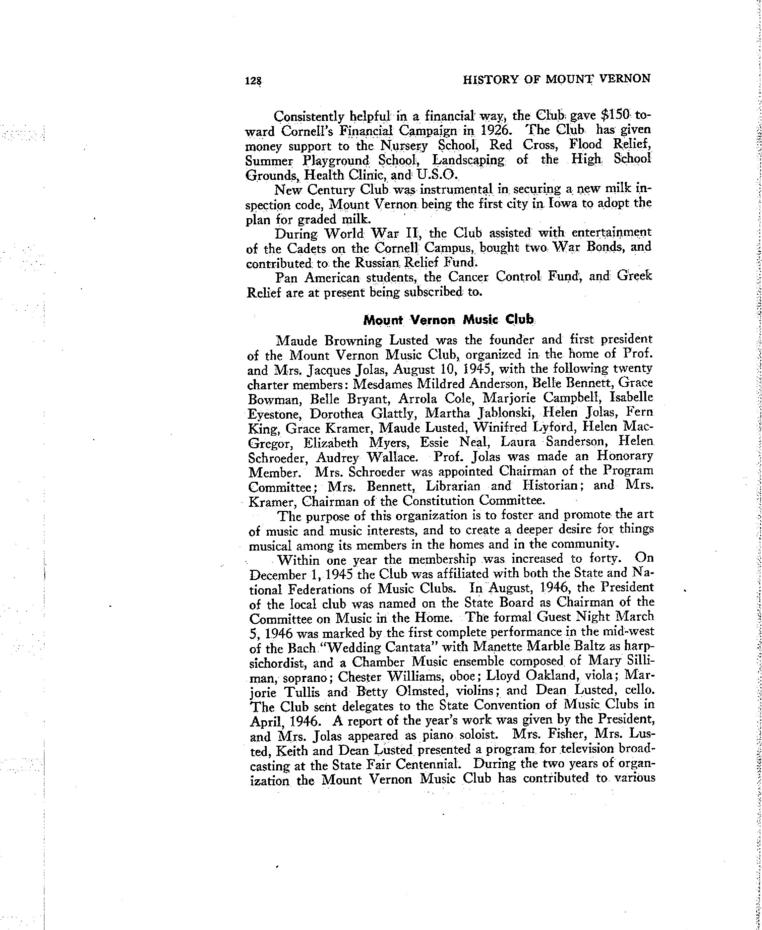 128 HISTORY OF MOUNT VERNON
Consistently helpful in a financial way, the Club gave $150 to-
ward Cornell's Financial Campaign in 1926. The Club has given
money support to the Nursery School, Red Cross, Flood Relief,
Summer Playground School, Landscaping of the High School
Grounds, Health Clinic, and U.S.O.
New Century Club was instrumental in securing a new milk in-
spection code, Mount Vernon being the first city in Iowa to adopt the
plan for graded milk.
During World War II, the Club assisted with entertainment
of the Cadets on the Cornell Campus, bought two War Bonds, and
contributed to the Russian Relief Fund.
Pan American students, the Cancer Control Fund, and Greek
Relief are at present being subscribed to.
Mount Vernon Music Club
Maude Browning Lusted was the founder and first president
of the Mount Vernon Music Club, organized in the home of Prof.
and Mrs. Jacques Jolas, August 10, 1945, with the following twenty
charter members: Mesdames Mildred Anderson, Belle Bennett, Grace
Bowman, Belle Bryant, Arrola Cole, Marjorie Campbell, Isabelle
Eyestone, Dorothea Glattly, Martha Jablonski, Helen Jolas, Fern
King, Grace Kramer, Maude Lusted, Winifred Lyford, Helen Mac-
Gregor, Elizabeth Myers, Essie Neal, Laura Sanderson, Helen
Schroeder, Audrey Wallace. Prof. Jolas was made an Honorary
Member. Mrs. Schroeder was appointed Chairman of the Program
Committee; Mrs. Bennett, Librarian and Historian; and Mrs.
Kramer, Chairman of the Constitution Committee.
The purpose of this organization is to foster and promote the art
of music and music interests, and to create a deeper desire for things
musical among its members in the homes and in the community.
Within one year the membership was increased to forty. On
December 1, 1945 the Club was affiliated with both the State and Na-
tional Federations of Music Clubs. In August, 1946, the President
of the local club was named on the State Board as Chairman of the
Committee on Music in the Home. The formal Guest Night March
5, 1946 was marked by the first complete performance in the mid-west
of the Bach "Wedding Cantata" with Manette Marble Baltz as harp-
sichordist, and a Chamber Music ensemble composed of Mary Silli-
man, soprano; Chester Williams, oboe; Lloyd Oakland, viola; Mar-
jorie Tullis and Betty Olmsted, violins; and Dean Lusted, cello.
The Club sent delegates to the State Convention of Music Clubs in
April, 1946. A report of the year's work was given by the President,
and Mrs. Jolas appeared as piano soloist. Mrs. Fisher, Mrs. Lus-
ted, Keith and Dean Lusted presented a program for television broad-
casting at the State Fair Centennial. During the two years of organ-
ization the Mount Vernon Music Club has contributed to various